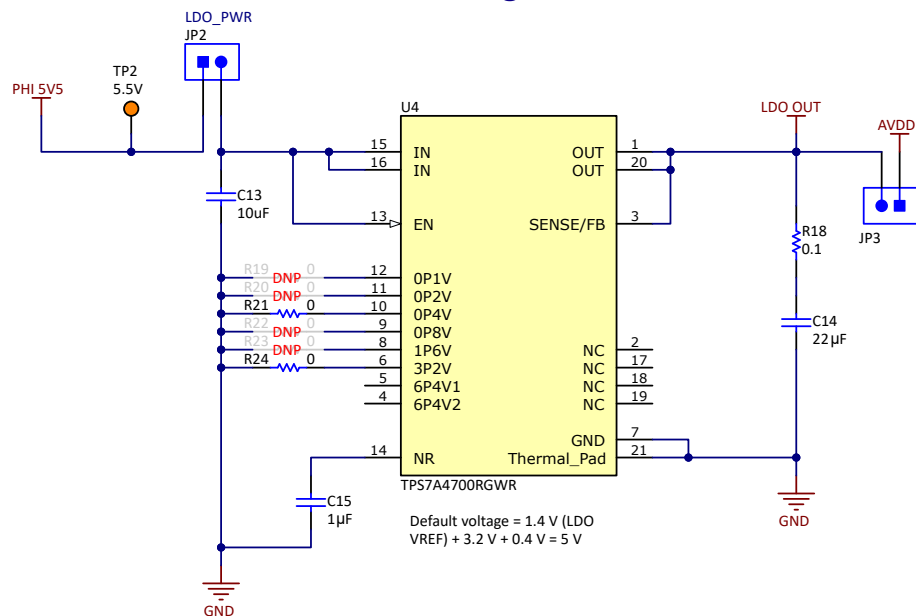 LDO_PWR
JP2
TP2
5.5V
PHI 5V5
U4
LDO OUT
AVDD
15 IN OUT 1
16 IN OUT 20
C13
10uF
13 EN SENSE/FB 3
R18
0.1
JP3
R19 DNP 0 12 0P1V
R20 DNP 0 11 0P2V
R21 0 10 0P4V
R22 DNP 0 9 0P8V
R23 DNP 0 8 1P6V NC 2
R24 0 6 3P2V NC 17
5 6P4V1 NC 18
4 6P4V2 NC 19
C14
22µF
GND 7
14 NR Thermal_Pad 21
TPS7A4700RGWR
C15
1µF
GND
Default voltage = 1.4 V (LDO
VREF) + 3.2 V + 0.4 V = 5 V
GND